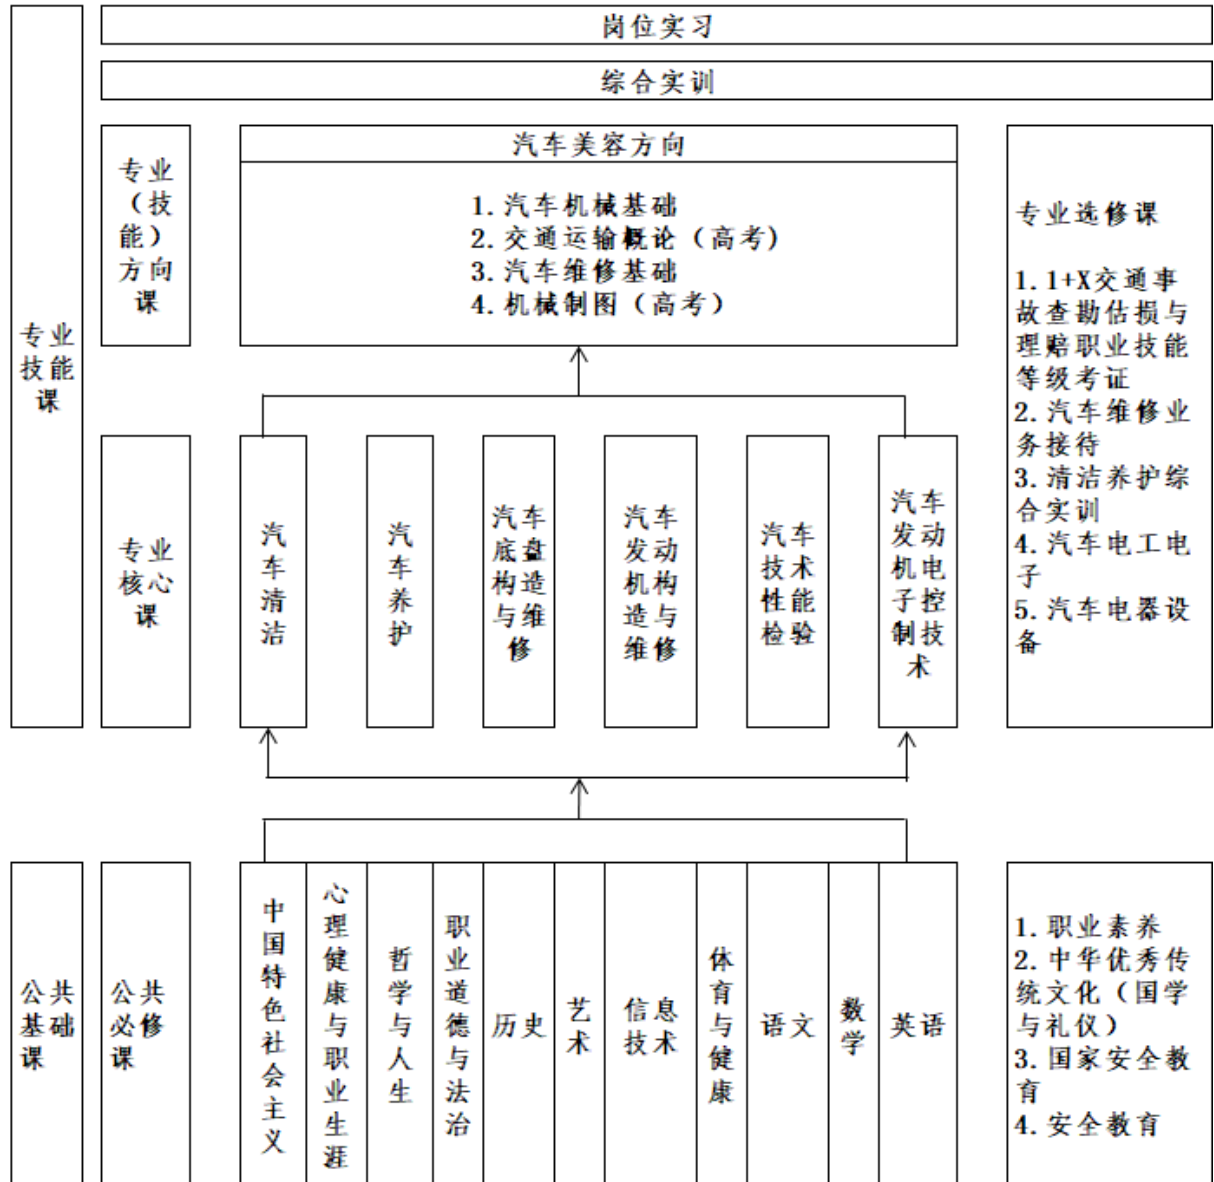 岗位实习
综合实训
专业技能课
专业
（技
能）
方向
课
汽车美容方向
1.汽车机械基础
2.交通运输概论（高考）
3.汽车维修基础
4.机械制图（高考）
专业选修课
1.1+X交通事
故查勘估损与
理赔职业技能
等级考证
2.汽车维修业
务接待
3.清洁养护综
合实训
4.汽车电工电
子
5.汽车电器设
备
专业
核心
课
汽车清洁
汽车养护
汽车
底盘
构造
与维
修
汽车
发动
机构
造与
维修
汽车
技术
性能
检验
汽车
发动
机电
子控
制技
术
公共
基础
课
公共
必修
课
中国特色社会主义
心理健康与职业生涯
哲学与人生
职业道德与法治
历史
艺术
信息
技术
体育与健康
语文
数学
英语
1.职业素养
2.中华优秀传
统文化（国学
与礼仪）
3.国家安全教
育
4.安全教育